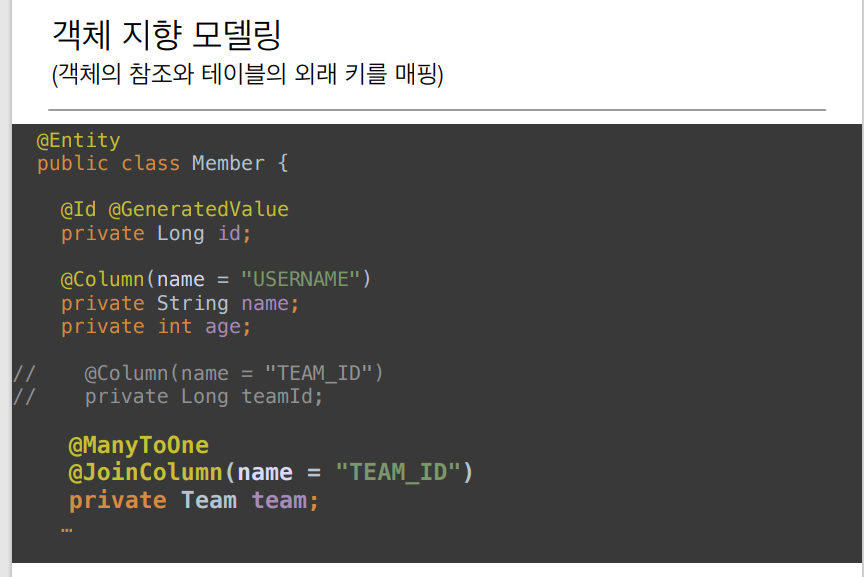 객체 지향 모델링
(객체의 참조와 테이블의 외래 키를 매핑)
@Entity
public class Member {
@Id @GeneratedValue
private Long id;
@Column(name = "USERNAME")
private String name;
private int age;
//    @Column(name = "TEAM_ID")
//    private Long teamId;
@ManyToOne
@JoinColumn(name = "TEAM_ID")
private Team team;
…